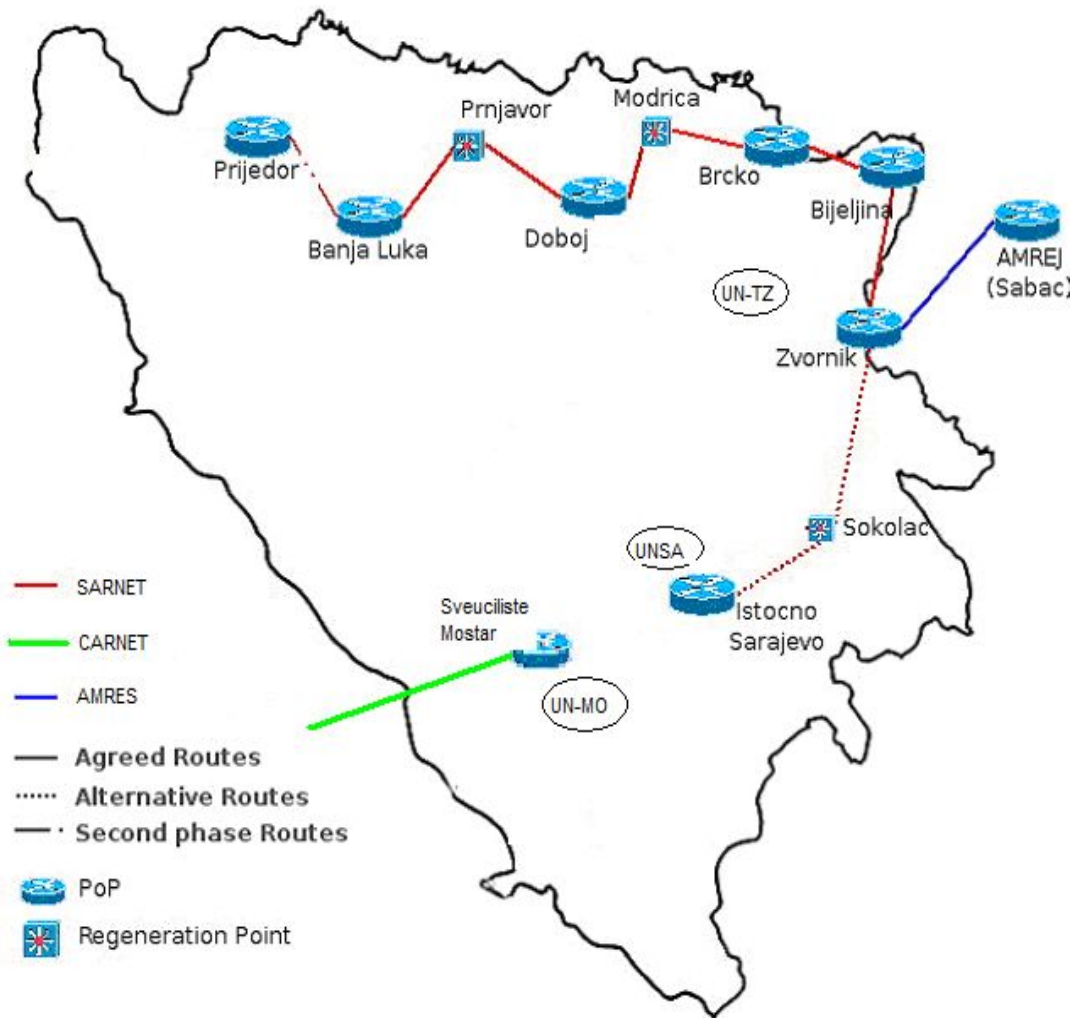 Prnjavor
Modrica
Prijedor
Banja Luka
Doboj
Brcko
Bijeljina
AMREJ
(Sabac)
UN-TZ
Zvornik
Sokolac
UNSA
Istocno
Sarajevo
Sveuciliste
Mostar
UN-MO
SARNET
CARNET
AMRES
Agreed Routes
Alternative Routes
Second phase Routes
PoP
Regeneration Point